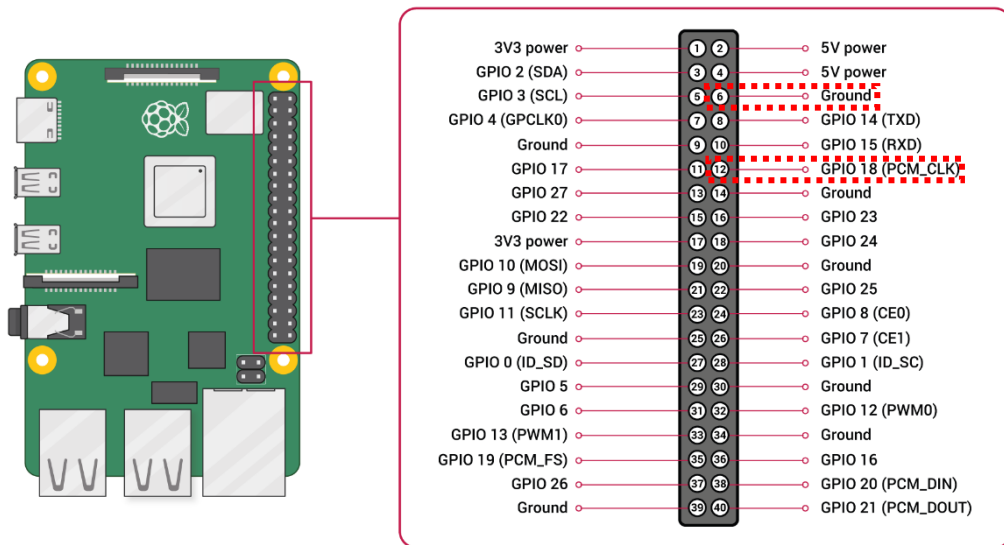 3V3 power 1 2 5V power
GPIO 2 (SDA) 3 4 5V power
GPIO 3 (SCL) 5 6 Ground
GPIO 4 (GPCLK0) 7 8 GPIO 14 (TXD)
Ground 9 10 GPIO 15 (RXD)
GPIO 17 11 12 GPIO 18 (PCM_CLK)
GPIO 27 13 14 Ground
GPIO 22 15 16 GPIO 23
3V3 power 17 18 GPIO 24
GPIO 10 (MOSI) 19 20 Ground
GPIO 9 (MISO) 21 22 GPIO 25
GPIO 11 (SCLK) 23 24 GPIO 8 (CE0)
Ground 25 26 GPIO 7 (CE1)
GPIO 0 (ID_SD) 27 28 GPIO 1 (ID_SC)
GPIO 5 29 30 Ground
GPIO 6 31 32 GPIO 12 (PWM0)
GPIO 13 (PWM1) 33 34 Ground
GPIO 19 (PCM_FS) 35 36 GPIO 16
GPIO 26 37 38 GPIO 20 (PCM_DIN)
Ground 39 40 GPIO 21 (PCM_DOUT)